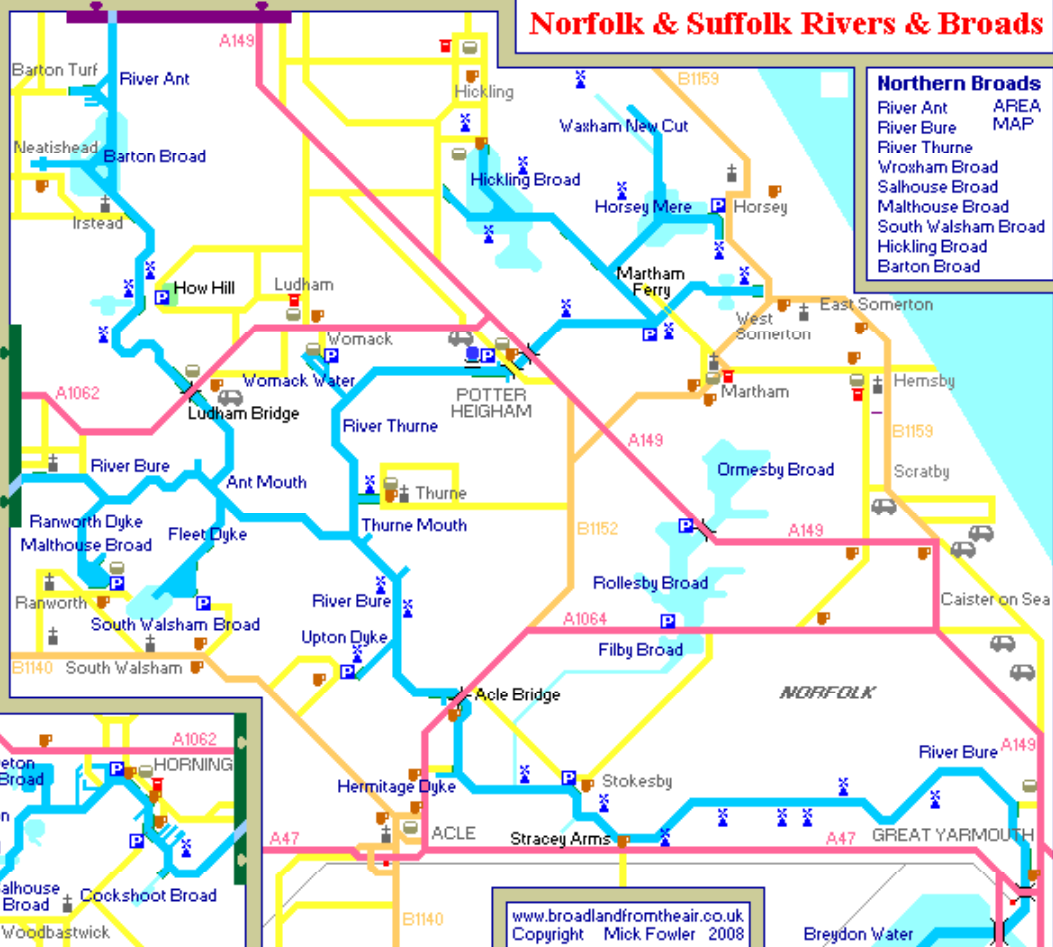 Norfolk & Suffolk Rivers & Broads
Northern Broads
River Ant AREA
River Bure MAP
River Thurne
Wroxham Broad
Salhouse Broad
Malthouse Broad
South Walsham Broad
Hickling Broad
Barton Broad
A149
B1159
Barton Turf
River Ant
Hickling
Waxham New Cut
Neatishead
Barton Broad
Hickling Broad
Horsey Mere
P
Horsey
Irstead
How Hill
P
Ludham
Martham
Ferry
East Somerton
West
Somerton
Womack
P
P
P
Womack Water
A1062
Ludham Bridge
POTTER
HEIGHAM
Martham
Hemsby
River Thurne
A149
B1159
River Bure
Ant Mouth
Thurne
Ormesby Broad
Scratby
Ranworth Dyke
Malthouse Broad
Fleet Dyke
Thurne Mouth
B1152
P
A149
P
Ranworth
P
River Bure
Rollesby Broad
Caister on Sea
South Walsham Broad
Upton Dyke
A1064
P
Filby Broad
B1140
South Walsham
P
Acle Bridge
NORFOLK
A1062
HORNING
P
eton
Broad
River Bure
A149
Hermitage Dyke
P
Stokesby
n
P
A47
ACLE
Stracey Arms
A47
GREAT YARMOUTH
alhouse
Broad
Cockshoot Broad
Woodbastwick
B1140
www.broadlandfromtheair.co.uk
Copyright Mick Fowler 2008
Breydon Water